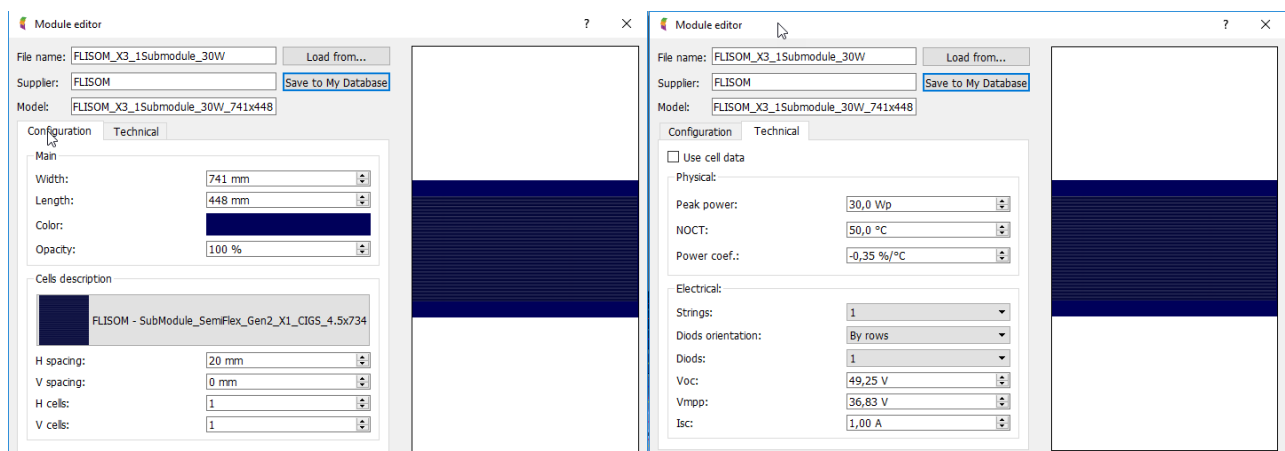 Module editor ? ×
File name: FLISOM_X3_1Submodule_30W Load from...
Supplier: FLISOM Save to My Database
Model: FLISOM_X3_1Submodule_30W_741x448
Configuration Technical
Main
Width: 741 mm
Length: 448 mm
Color:
Opacity: 100 %
Cells description
FLISOM - SubModule_SemiFlex_Gen2_X1_CIGS_4.5x734
H spacing: 20 mm
V spacing: 0 mm
H cells: 1
V cells: 1
Module editor ? ×
File name: FLISOM_X3_1Submodule_30W Load from...
Supplier: FLISOM Save to My Database
Model: FLISOM_X3_1Submodule_30W_741x448
Configuration Technical
Use cell data
Physical:
Peak power: 30,0 Wp
NOCT: 50,0 °C
Power coef.: -0,35 %/°C
Electrical:
Strings: 1
Diods orientation: By rows
Diods: 1
Voc: 49,25 V
Vmpp: 36,83 V
Isc: 1,00 A